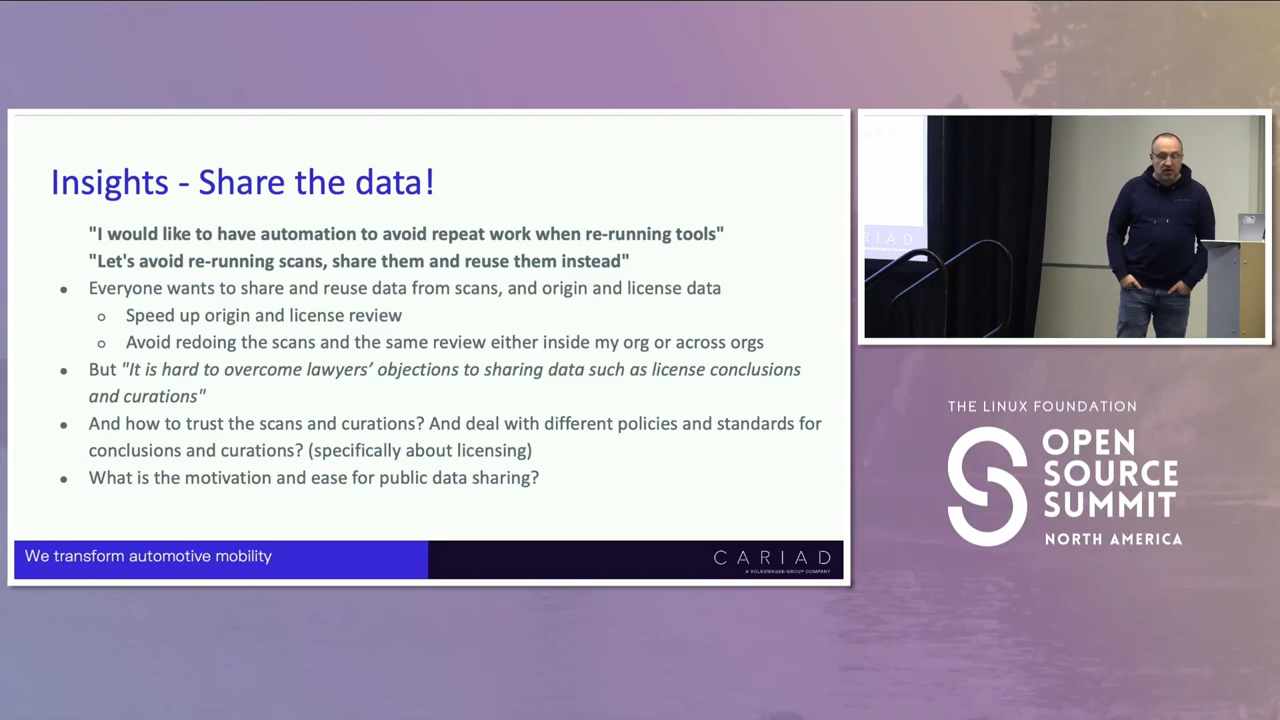 Insights - Share the data!
"I would like to have automation to avoid repeat work when re-running tools"
"Let's avoid re-running scans, share them and reuse them instead"
• Everyone wants to share and reuse data from scans, and origin and license data
o Speed up origin and license review
o Avoid redoing the scans and the same review either inside my org or across orgs
• But "It is hard to overcome lawyers' objections to sharing data such as license conclusions
and curations"
• And how to trust the scans and curations? And deal with different policies and standards for
conclusions and curations? (specifically about licensing)
• What is the motivation and ease for public data sharing?
We transform automotive mobility
CARIAD
A VOLKSWAGEN GROUP COMPANY
RIAD
THE LINUX FOUNDATION
OPEN
SOURCE
SUMMIT
NORTH AMERICA